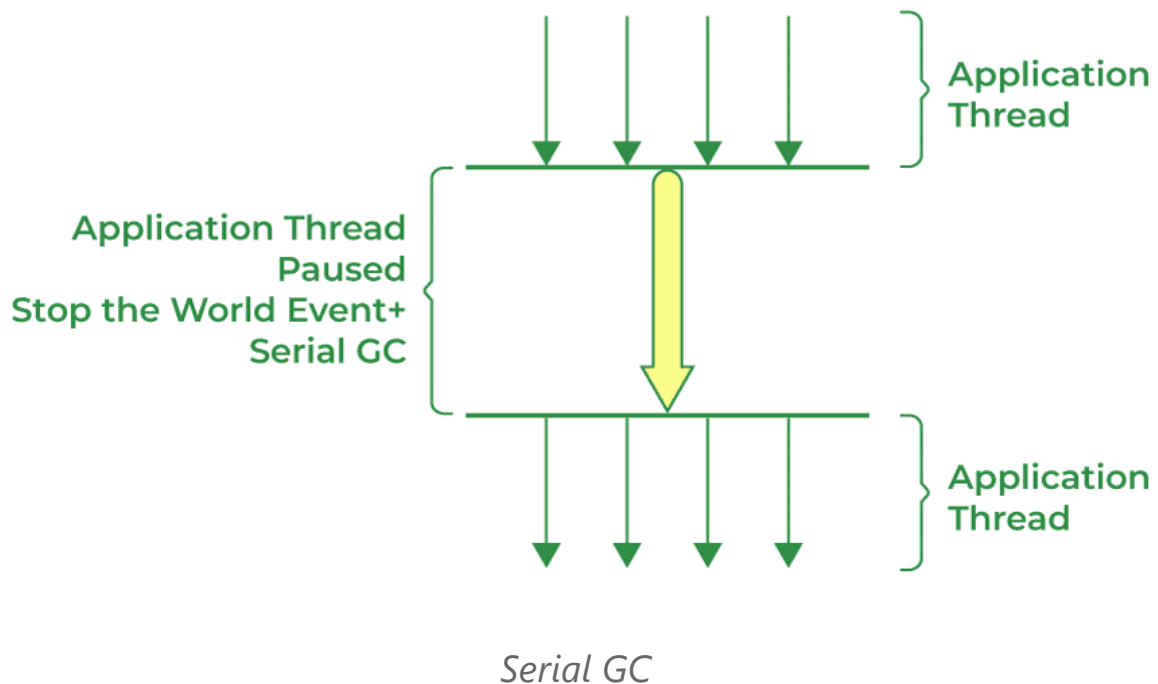 Application
Thread
Application Thread
Paused
Stop the World Event+
Serial GC
Application
Thread
Serial GC